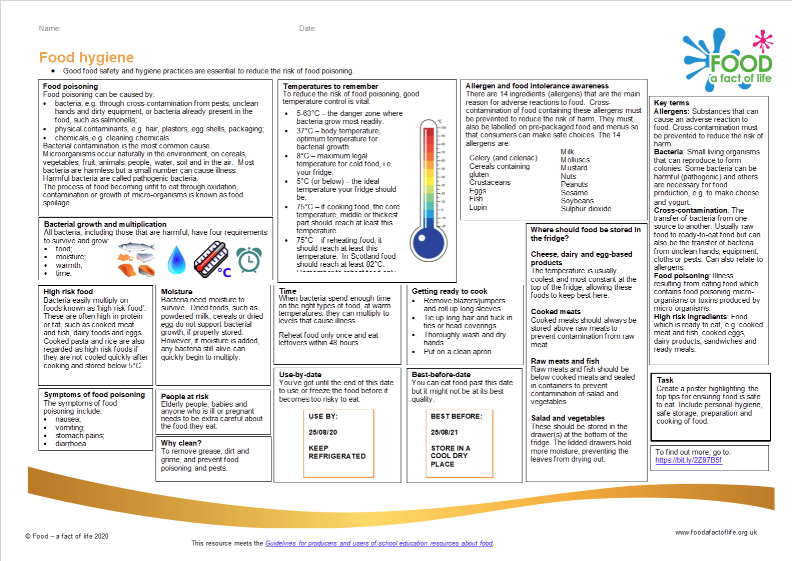 Name:
Date:
Food hygiene
• Good food safety and hygiene practices are essential to reduce the risk of food poisoning.
FOOD
a fact of life
Food poisoning
Food poisoning can be caused by:
• bacteria, e.g. through cross-contamination from pests, unclean
hands and dirty equipment, or bacteria already present in the
food, such as salmonella;
• physical contaminants, e.g. hair, plasters, egg shells, packaging;
• chemicals, e.g. cleaning chemicals.
Bacterial contamination is the most common cause.
Microorganisms occur naturally in the environment, on cereals,
vegetables, fruit, animals, people, water, soil and in the air. Most
bacteria are harmless but a small number can cause illness.
Harmful bacteria are called pathogenic bacteria.
The process of food becoming unfit to eat through oxidation,
contamination or growth of micro-organisms is known as food
spoilage.
Bacterial growth and multiplication
All bacteria, including those that are harmful, have four requirements
to survive and grow:
• food;
• moisture;
• warmth;
• time.
°C
High risk food
Bacteria easily multiply on
foods known as 'high risk food'.
These are often high in protein
or fat, such as cooked meat
and fish, dairy foods and eggs.
Cooked pasta and rice are also
regarded as high risk foods if
they are not cooled quickly after
cooking and stored below 5°C.
Symptoms of food poisoning
The symptoms of food
poisoning include:
• nausea;
• vomiting;
• stomach pains;
• diarrhoea.
Moisture
Bacteria need moisture to
survive. Dried foods, such as
powdered milk, cereals or dried
egg do not support bacterial
growth, if properly stored.
However, if moisture is added,
any bacteria still alive can
quickly begin to multiply.
People at risk
Elderly people, babies and
anyone who is ill or pregnant
needs to be extra careful about
the food they eat.
Why clean?
To remove grease, dirt and
grime, and prevent food
poisoning and pests.
Temperatures to remember
To reduce the risk of food poisoning, good
temperature control is vital:
• 5-63°C – the danger zone where
bacteria grow most readily.
• 37°C – body temperature,
optimum temperature for
bacterial growth.
• 8°C – maximum legal
temperature for cold food, i.e.
your fridge.
• 5°C (or below) – the ideal
temperature your fridge should
be.
• 75°C – if cooking food, the core
temperature, middle or thickest
part should reach at least this
temperature.
• 75°C – if reheating food, it
should reach at least this
temperature. In Scotland food
should reach at least 82°C.
Time
When bacteria spend enough time
on the right types of food, at warm
temperatures, they can multiply to
levels that cause illness.
Reheat food only once and eat
leftovers within 48 hours.
Use-by-date
You've got until the end of this date
to use or freeze the food before it
becomes too risky to eat.
USE BY:
25/08/20
KEEP
REFRIGERATED
Getting ready to cook
• Remove blazers/jumpers
and roll up long sleeves
• Tie up long hair and tuck in
ties or head coverings
• Thoroughly wash and dry
hands
• Put on a clean apron
Best-before-date
You can eat food past this date
but it might not be at its best
quality.
BEST BEFORE:
25/08/21
STORE IN A
COOL DRY
PLACE
Allergen and food intolerance awareness
There are 14 ingredients (allergens) that are the main
reason for adverse reactions to food. Cross-
contamination of food containing these allergens must
be prevented to reduce the risk of harm. They must
also be labelled on pre-packaged food and menus so
that consumers can make safe choices. The 14
allergens are:
Celery (and celeriac)
Cereals containing
gluten
Crustaceans
Eggs
Fish
Lupin
Milk
Molluscs
Mustard
Nuts
Peanuts
Sesame
Soybeans
Sulphur dioxide
Where should food be stored in
the fridge?
Cheese, dairy and egg-based
products
The temperature is usually
coolest and most constant at the
top of the fridge, allowing these
foods to keep best here.
Cooked meats
Cooked meats should always be
stored above raw meats to
prevent contamination from raw
meat.
Raw meats and fish
Raw meats and fish should be
below cooked meats and sealed
in containers to prevent
contamination of salad and
vegetables.
Salad and vegetables
These should be stored in the
drawer(s) at the bottom of the
fridge. The lidded drawers hold
more moisture, preventing the
leaves from drying out.
Key terms
Allergens: Substances that can
cause an adverse reaction to
food. Cross-contamination must
be prevented to reduce the risk of
harm
Bacteria: Small living organisms
that can reproduce to form
colonies. Some bacteria can be
harmful (pathogenic) and others
are necessary for food
production, e.g. to make cheese
and yogurt.
Cross-contamination: The
transfer of bacteria from one
source to another. Usually raw
food to ready-to-eat food but can
also be the transfer of bacteria
from unclean hands, equipment,
cloths or pests. Can also relate to
allergens.
Food poisoning: Illness
resulting from eating food which
contains food poisoning micro-
organisms or toxins produced by
micro organisms.
High risk ingredients: Food
which is ready to eat, e.g. cooked
meat and fish, cooked eggs,
dairy products, sandwiches and
ready meals.
Task
Create a poster highlighting the
top tips for ensuring food is safe
to eat. Include personal hygiene,
safe storage, preparation and
cooking of food.
To find out more, go to:
https://bit.ly/2Z97B5f
© Food – a fact of life 2020
www.foodafactoflife.org.uk
This resource meets the Guidelines for producers and users of school education resources about food.